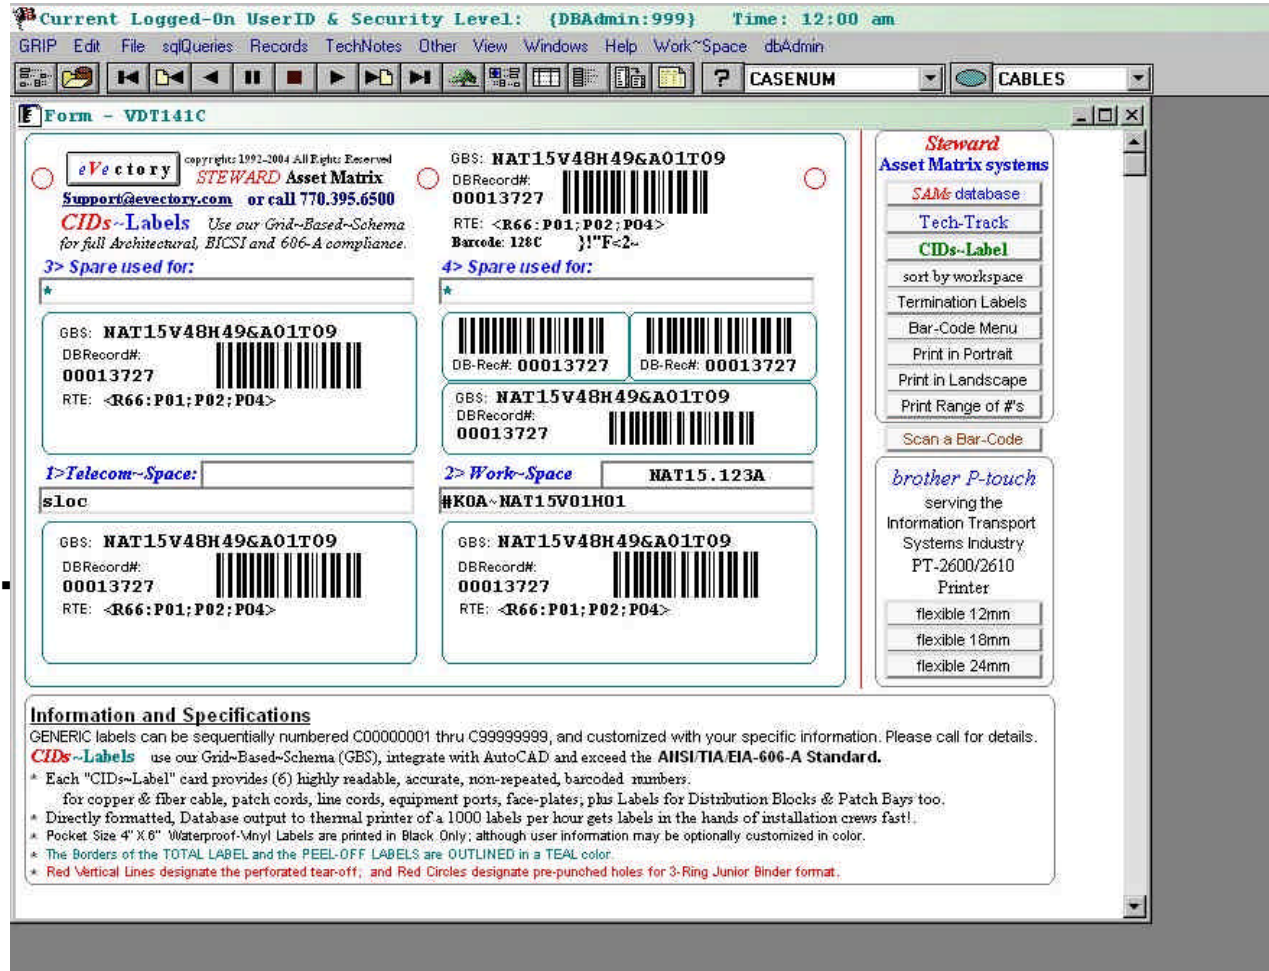 Current Logged-On UserID & Security Level: {DBAdmin:999} Time: 12:00 am
GRIP Edit File sqlQueries Records TechNotes Other View Windows Help Work~Space dbAdmin
? CASENUM CABLES
Form - VDT141C
eVectory copyrights 1992-2004 All Rights Reserved
STEWARD Asset Matrix
Support@evectory.com or call 770.395.6500
CIDs~Labels Use our Grid~Based~Schema
for full Architectural, BICSI and 606-A compliance.
GBS: NAT15V48H49&A01T09
DBRecord#:
00013727
RTE: <R66:P01;P02;P04>
Barcode: 128C }!"F<2~
3> Spare used for:
*
4> Spare used for:
*
GBS: NAT15V48H49&A01T09
DBRecord#:
00013727
RTE: <R66:P01;P02;P04>
DB-Rec#: 00013727 DB-Rec#: 00013727
GBS: NAT15V48H49&A01T09
DBRecord#:
00013727
1>Telecom~Space:
sloc
2> Work~Space NAT15.123A
#K0A~NAT15V01H01
GBS: NAT15V48H49&A01T09
DBRecord#:
00013727
RTE: <R66:P01;P02;P04>
GBS: NAT15V48H49&A01T09
DBRecord#:
00013727
RTE: <R66:P01;P02;P04>
Steward
Asset Matrix systems
SAMs database
Tech-Track
CIDs~Label
sort by workspace
Termination Labels
Bar-Code Menu
Print in Portrait
Print in Landscape
Print Range of #'s
Scan a Bar-Code
brother P-touch
serving the
Information Transport
Systems Industry
PT-2600/2610
Printer
flexible 12mm
flexible 18mm
flexible 24mm
Information and Specifications
GENERIC labels can be sequentially numbered C00000001 thru C99999999, and customized with your specific information. Please call for details.
CIDs~Labels use our Grid~Based~Schema (GBS), integrate with AutoCAD and exceed the ANSI/TIA/EIA-606-A Standard.
* Each "CIDs~Label" card provides (6) highly readable, accurate, non-repeated, barcoded numbers.
for copper & fiber cable, patch cords, line cords, equipment ports, face-plates; plus Labels for Distribution Blocks & Patch Bays too.
* Directly formatted, Database output to thermal printer of a 1000 labels per hour gets labels in the hands of installation crews fast!.
* Pocket Size 4" X 6" Waterproof-Vinyl Labels are printed in Black Only; although user information may be optionally customized in color.
* The Borders of the TOTAL LABEL and the PEEL-OFF LABELS are OUTLINED in a TEAL color.
* Red Vertical Lines designate the perforated tear-off; and Red Circles designate pre-punched holes for 3-Ring Junior Binder format.